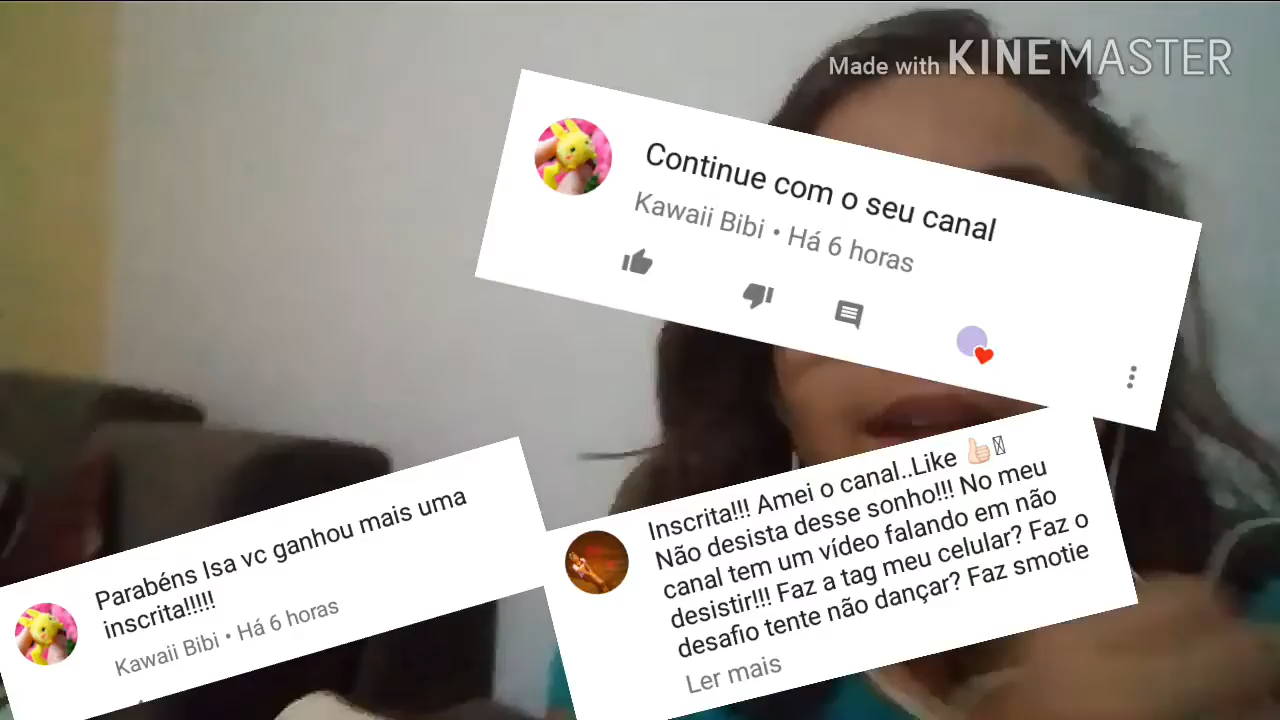 Made with KINEMASTER
Continue com o seu canal
Kawaii Bibi • Há 6 horas
Parabéns Isa vc ganhou mais uma
inscrita!!!!!
Kawaii Bibi • Há 6 horas
Inscrita!!! Amei o canal..Like 👍🏻
Não desista desse sonho!!! No meu
canal tem um vídeo falando em não
desistir!!! Faz a tag meu celular? Faz o
desafio tente não dançar? Faz smotie
Ler mais